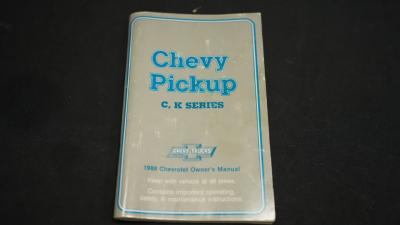 Chevy
Pickup
C, K SERIES
CHEVY TRUCKS
1988 Chevrolet Owner's Manual
Keep with vehicle at all times.
Contains important operating,
safety, & maintenance instructions.